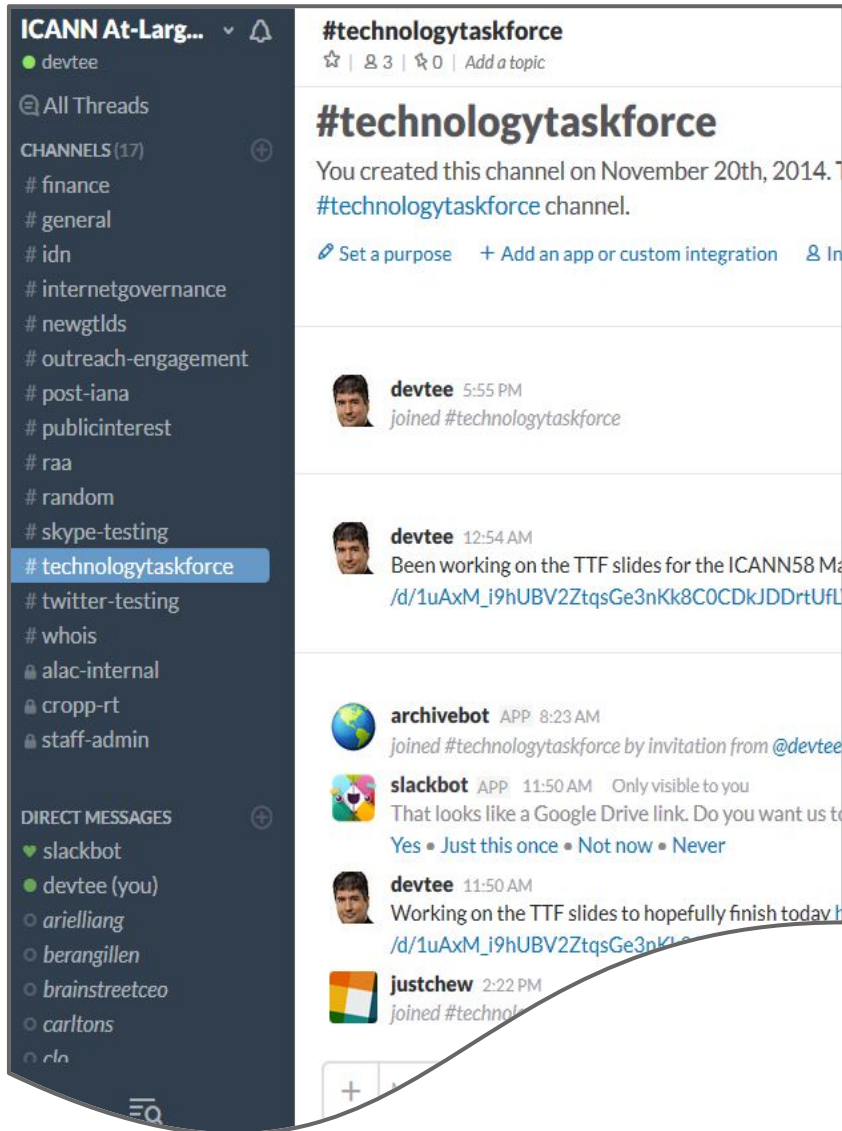 ICANN At-Larg...
devtee
All Threads
CHANNELS (17)
# finance
# general
# idn
# internetgovernance
# newgtlds
# outreach-engagement
# post-iana
# publicinterest
# raa
# random
# skype-testing
# technologytaskforce
# twitter-testing
# whois
alac-internal
cropp-rt
staff-admin
DIRECT MESSAGES
slackbot
devtee (you)
arielliang
berangillen
brainstreetceo
carltons
clo
#technologytaskforce
| 3 | 0 | Add a topic
#technologytaskforce
You created this channel on November 20th, 2014.
#technologytaskforce channel.
Set a purpose + Add an app or custom integration
devtee 5:55 PM
joined #technologytaskforce
devtee 12:54 AM
Been working on the TTF slides for the ICANN58
/d/1uAxM_i9hUBV2ZtqsGe3nKk8C0CDkJDDrtUfL
archivebot APP 8:23 AM
joined #technologytaskforce by invitation from @devtee
slackbot APP 11:50 AM Only visible to you
That looks like a Google Drive link. Do you want us to
Yes • Just this once • Not now • Never
devtee 11:50 AM
Working on the TTF slides to hopefully finish today
/d/1uAxM_i9hUBV2ZtqsGe3nK
justchew 2:22 PM
joined #technolo
+